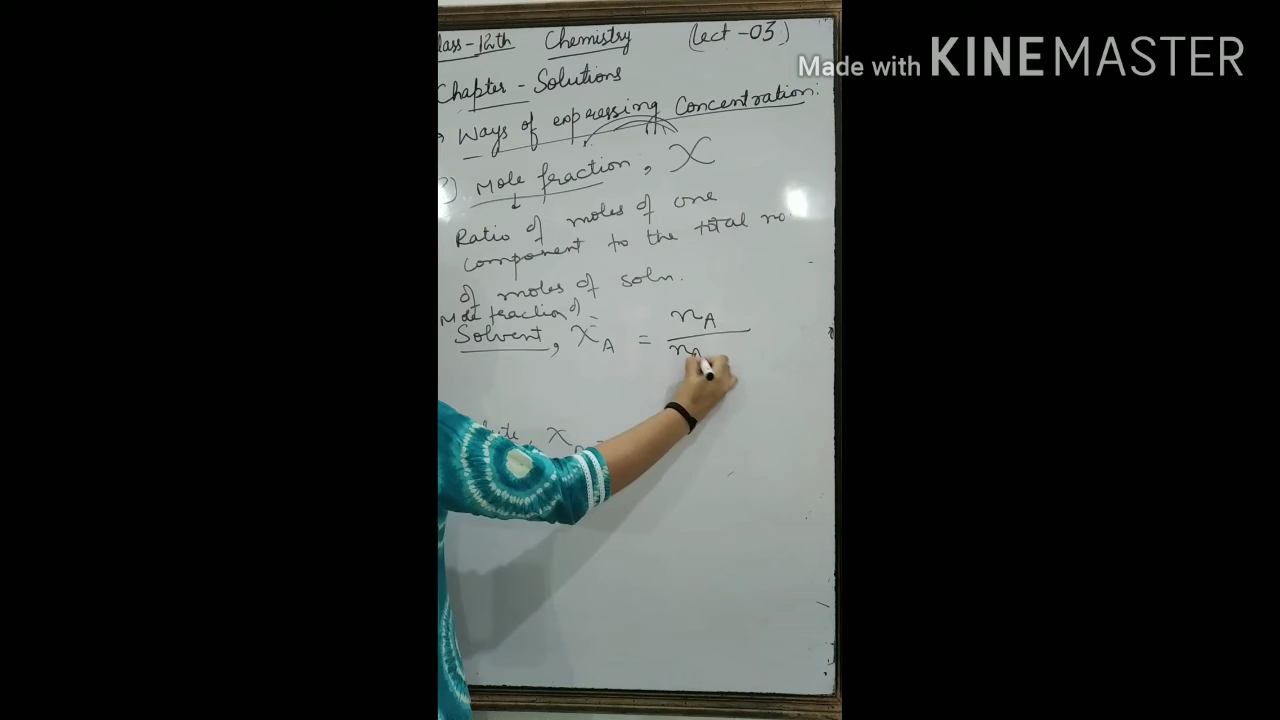 Made with KINEMASTER
lass-12th Chemistry (Lect -03)
Chapter - Solutions
Ways of expressing Concentration:
Mole fraction, X
Ratio of moles of one
component to the total no.
of moles of soln.
Mole fraction of
Solvent, XA = nA
nA
X